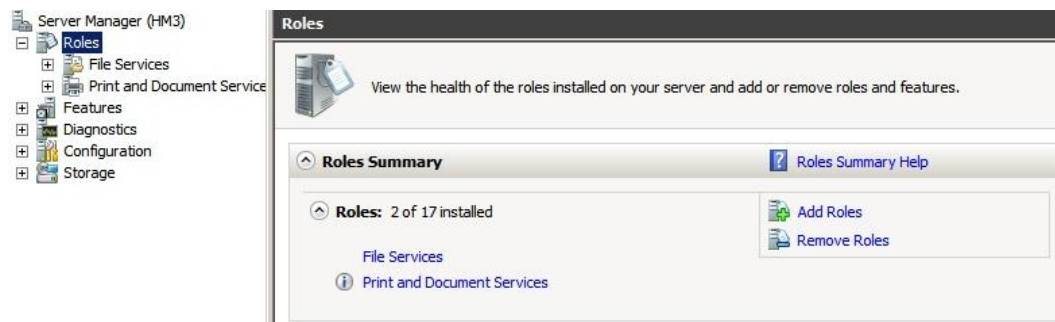 Server Manager (HM3)
Roles
File Services
Print and Document Service
Features
Diagnostics
Configuration
Storage
Roles
View the health of the roles installed on your server and add or remove roles and features.
Roles Summary
Roles Summary Help
Roles: 2 of 17 installed
Add Roles
Remove Roles
File Services
Print and Document Services